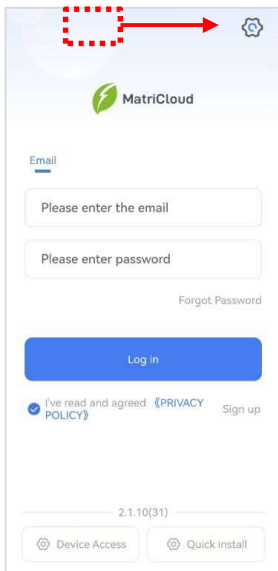 MatriCloud
Email
Please enter the email
Please enter password
Forgot Password
Log in
I've read and agreed 《PRIVACY
POLICY》
Sign up
2.1.10(31)
Device Access
Quick install